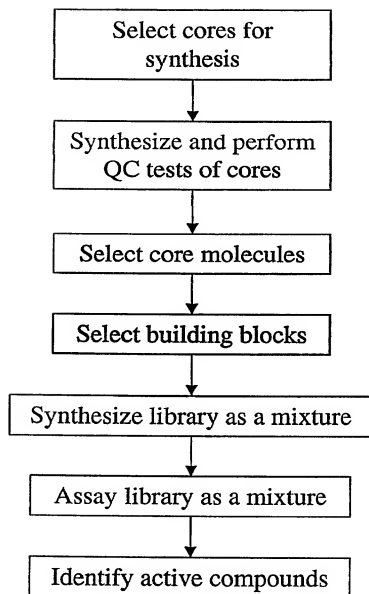 Select cores for
synthesis
Synthesize and perform
QC tests of cores
Select core molecules
Select building blocks
Synthesize library as a mixture
Assay library as a mixture
Identify active compounds